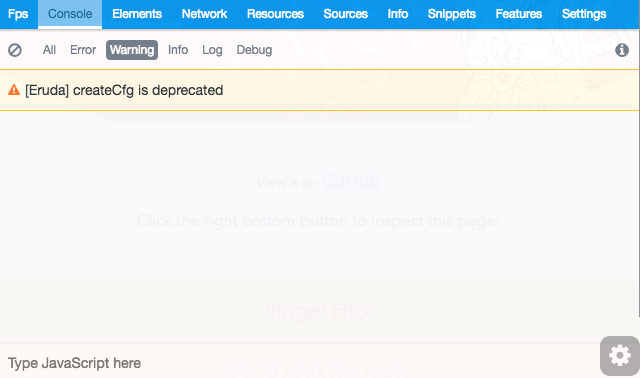 Fps Console Elements Network Resources Sources Info Snippets Features Settings
All Error Warning Info Log Debug
[Eruda] createCfg is deprecated
View it on GitHub
Click the right bottom button to inspect this page!
Trigger Error
Type JavaScript here
Send Ajax Request